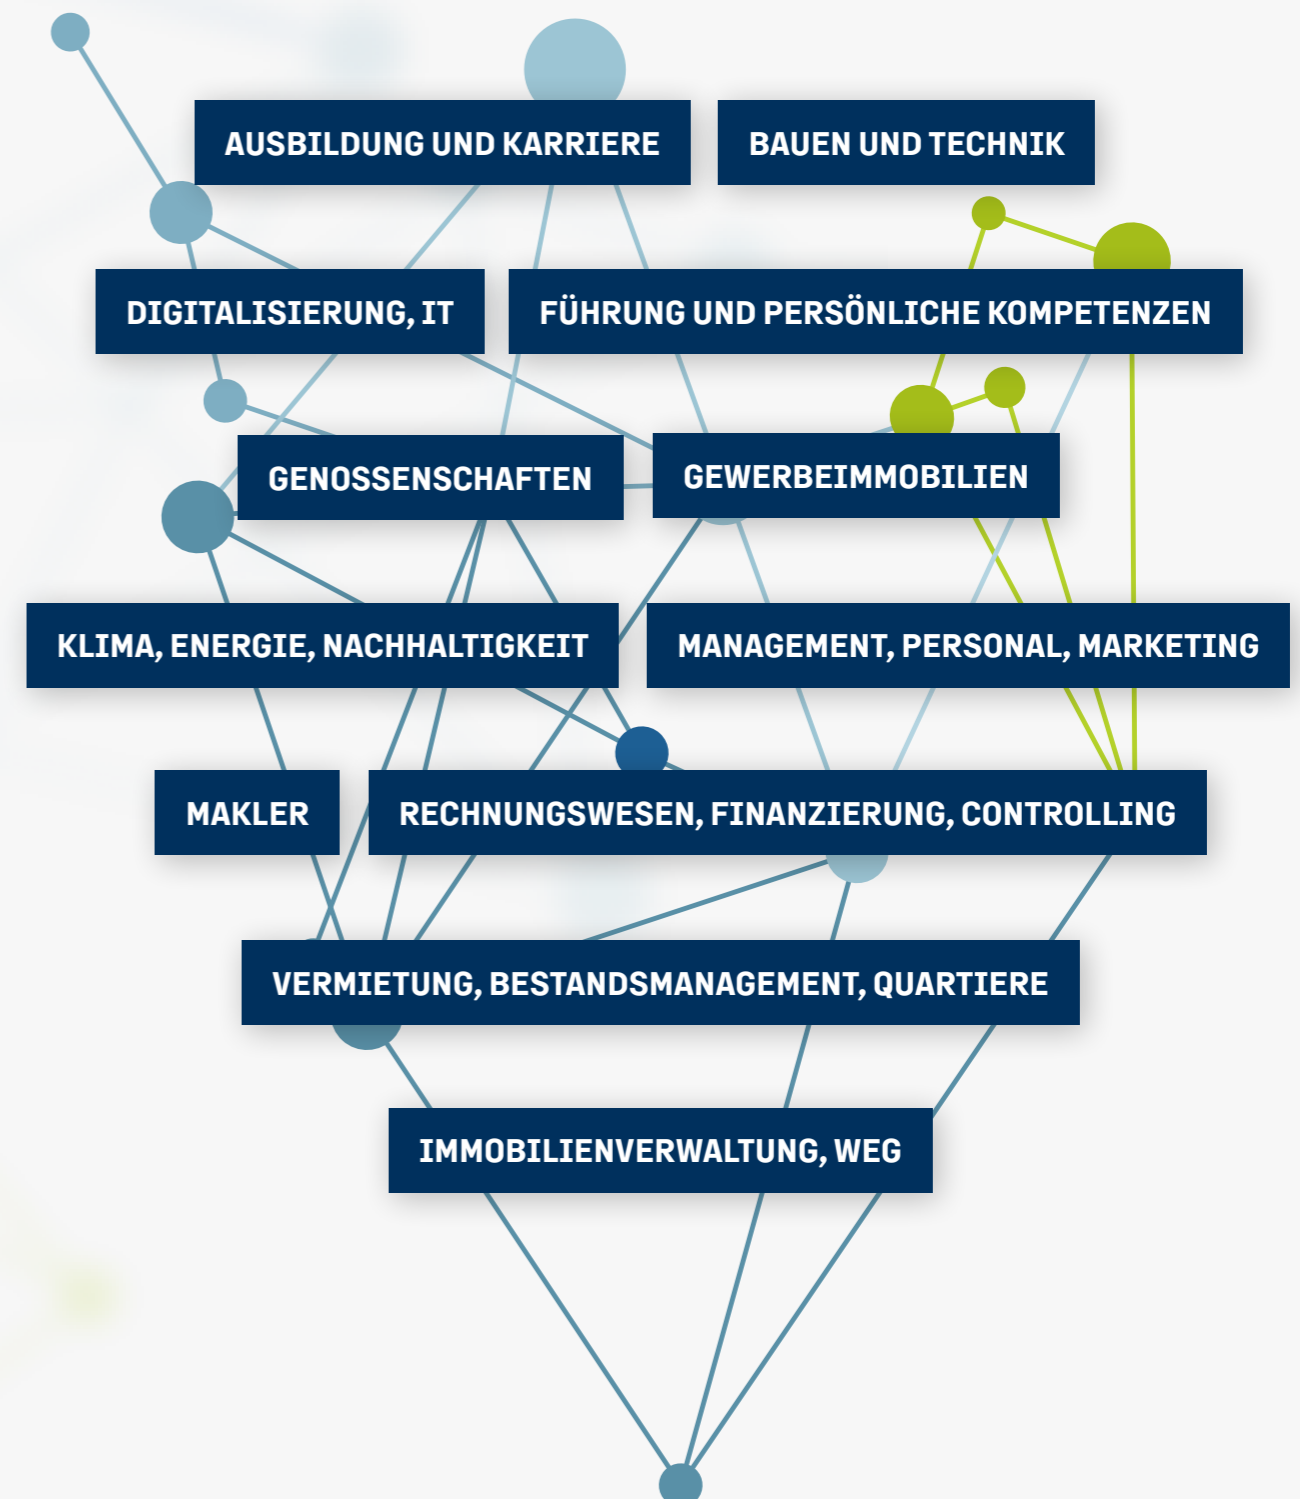 AUSBILDUNG UND KARRIERE
BAUEN UND TECHNIK
DIGITALISIERUNG, IT
FÜHRUNG UND PERSÖNLICHE KOMPETENZEN
GENOSSENSCHAFTEN
GEWERBEIMMOBILIEN
KLIMA, ENERGIE, NACHHALTIGKEIT
MANAGEMENT, PERSONAL, MARKETING
MAKLER
RECHNUNGSWESEN, FINANZIERUNG, CONTROLLING
VERMIETUNG, BESTANDSMANAGEMENT, QUARTIERE
IMMOBILIENVERWALTUNG, WEG